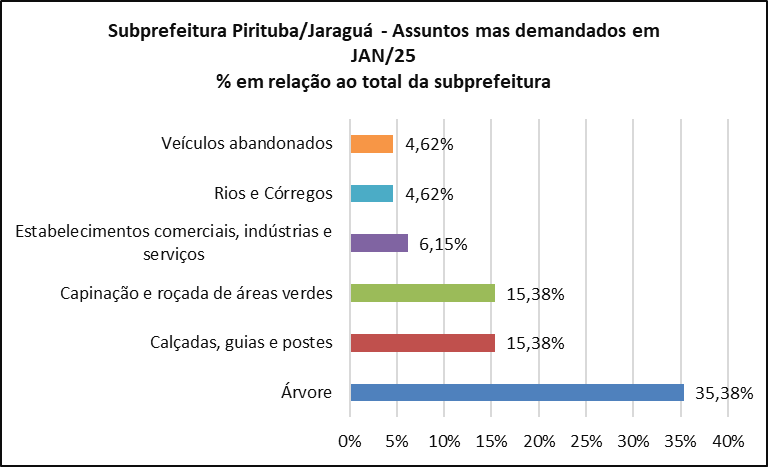 Subprefeitura Pirituba/Jaraguá - Assuntos mas demandados em
JAN/25
% em relação ao total da subprefeitura
Veículos abandonados
4,62%
Rios e Córregos
4,62%
Estabelecimentos comerciais, indústrias e
serviços
6,15%
Capinação e roçada de áreas verdes
15,38%
Calçadas, guias e postes
15,38%
Árvore
35,38%
0% 5% 10% 15% 20% 25% 30% 35% 40%